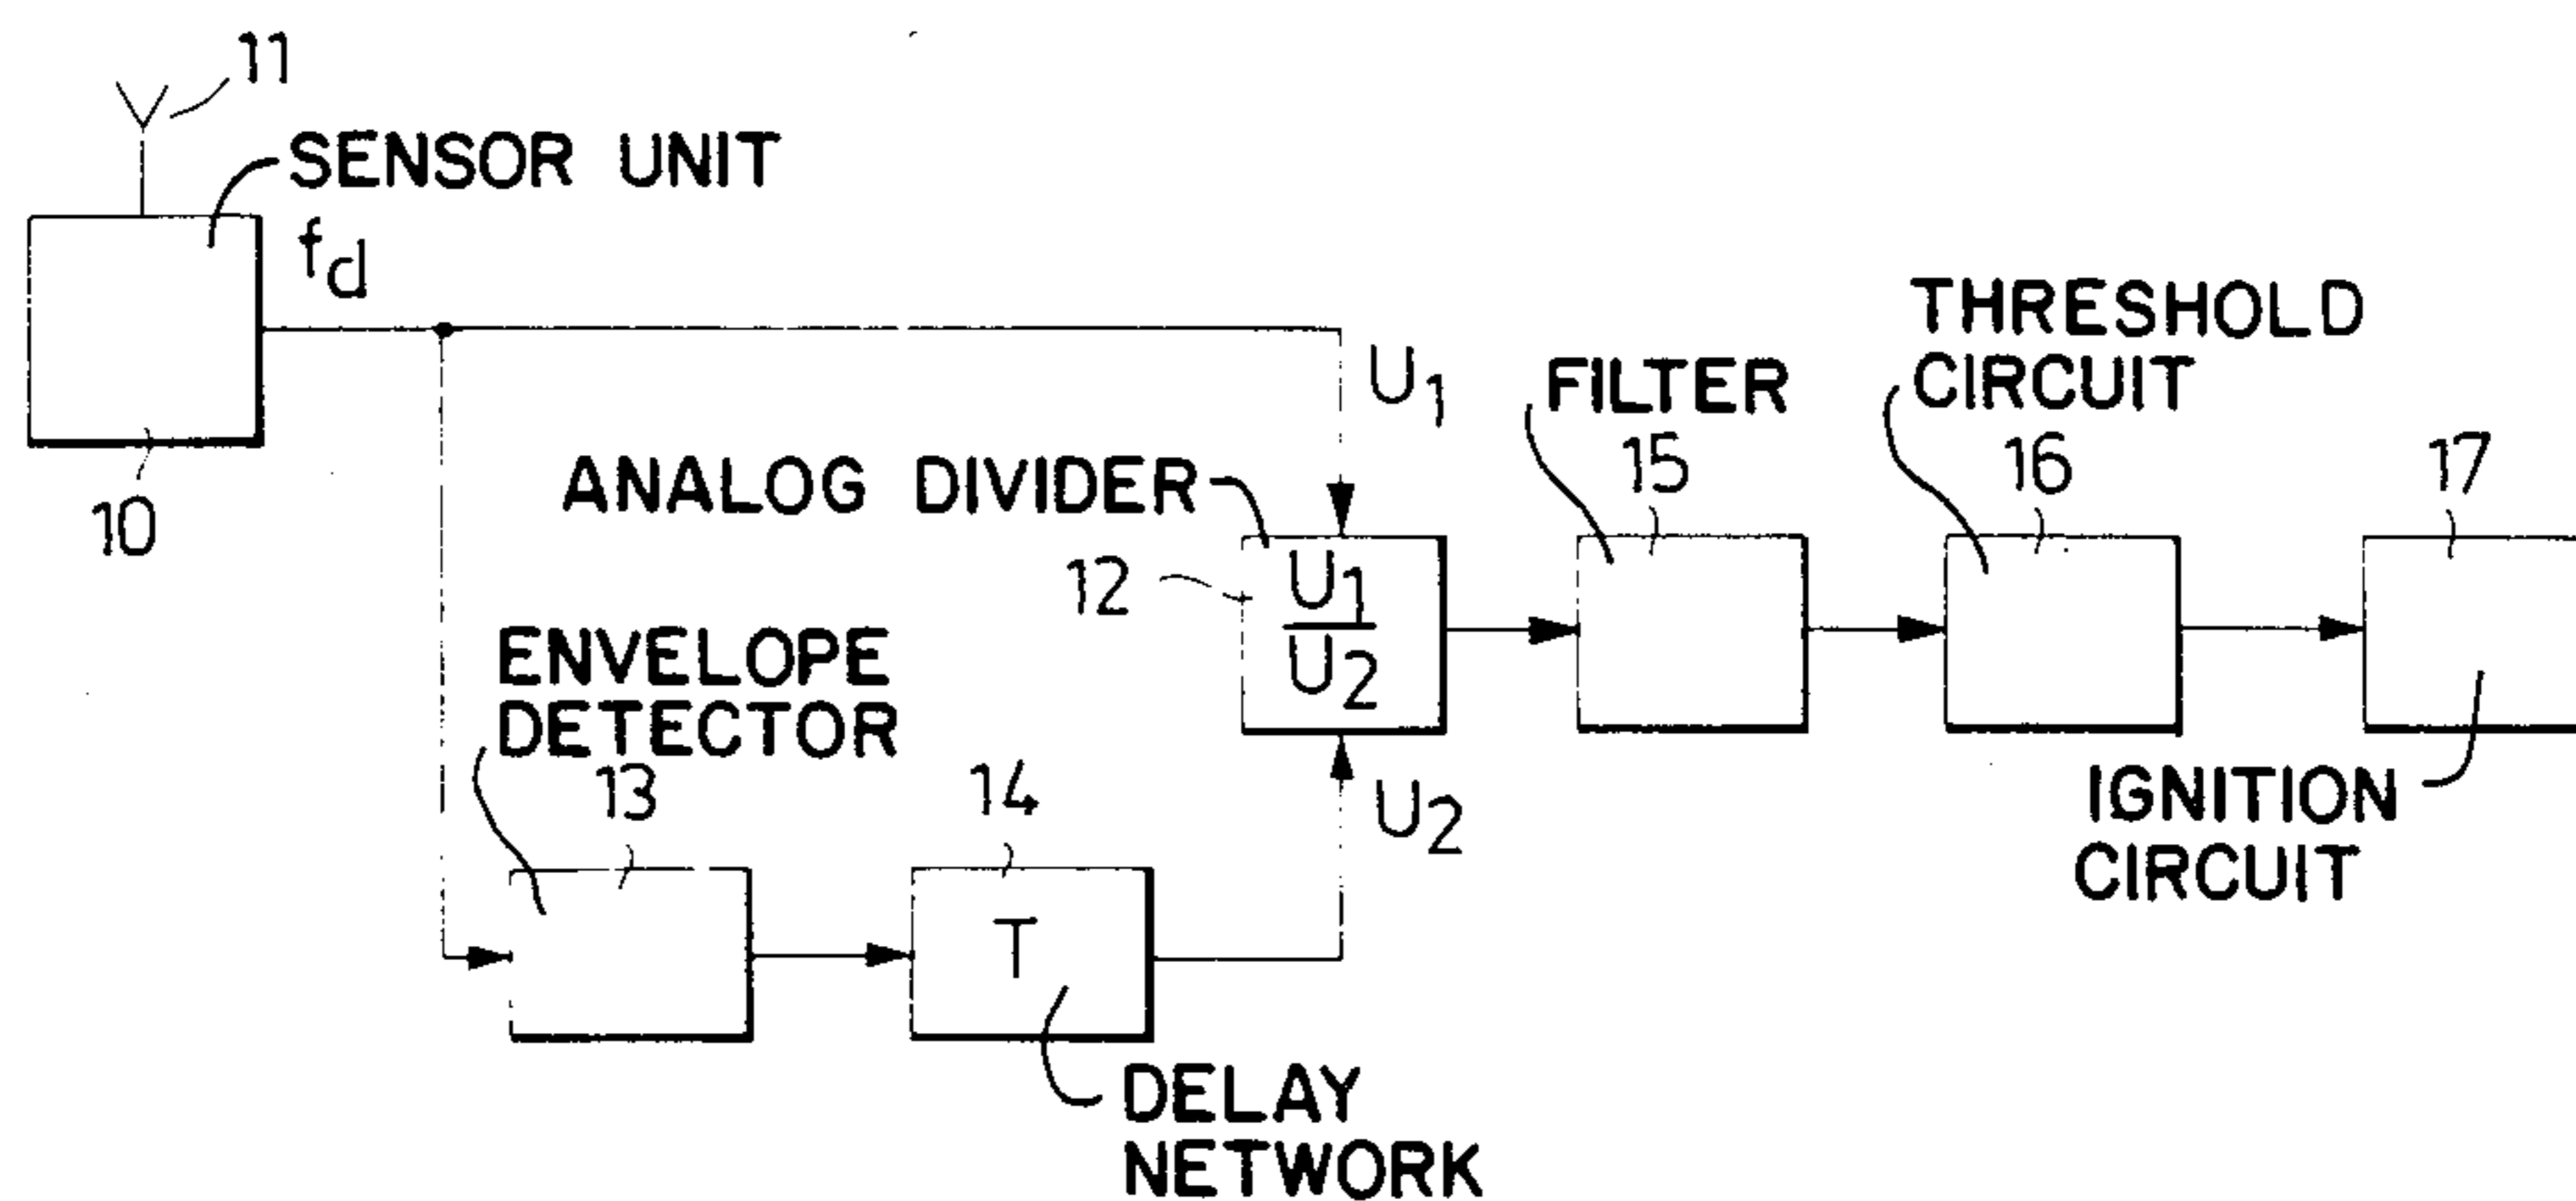 11
SENSOR UNIT
fd
10
U1
THRESHOLD
CIRCUIT
FILTER
15
16
17
ANALOG DIVIDER
12
U1
U2
ENVELOPE
DETECTOR
13
14
T
U2
IGNITION
CIRCUIT
DELAY
NETWORK